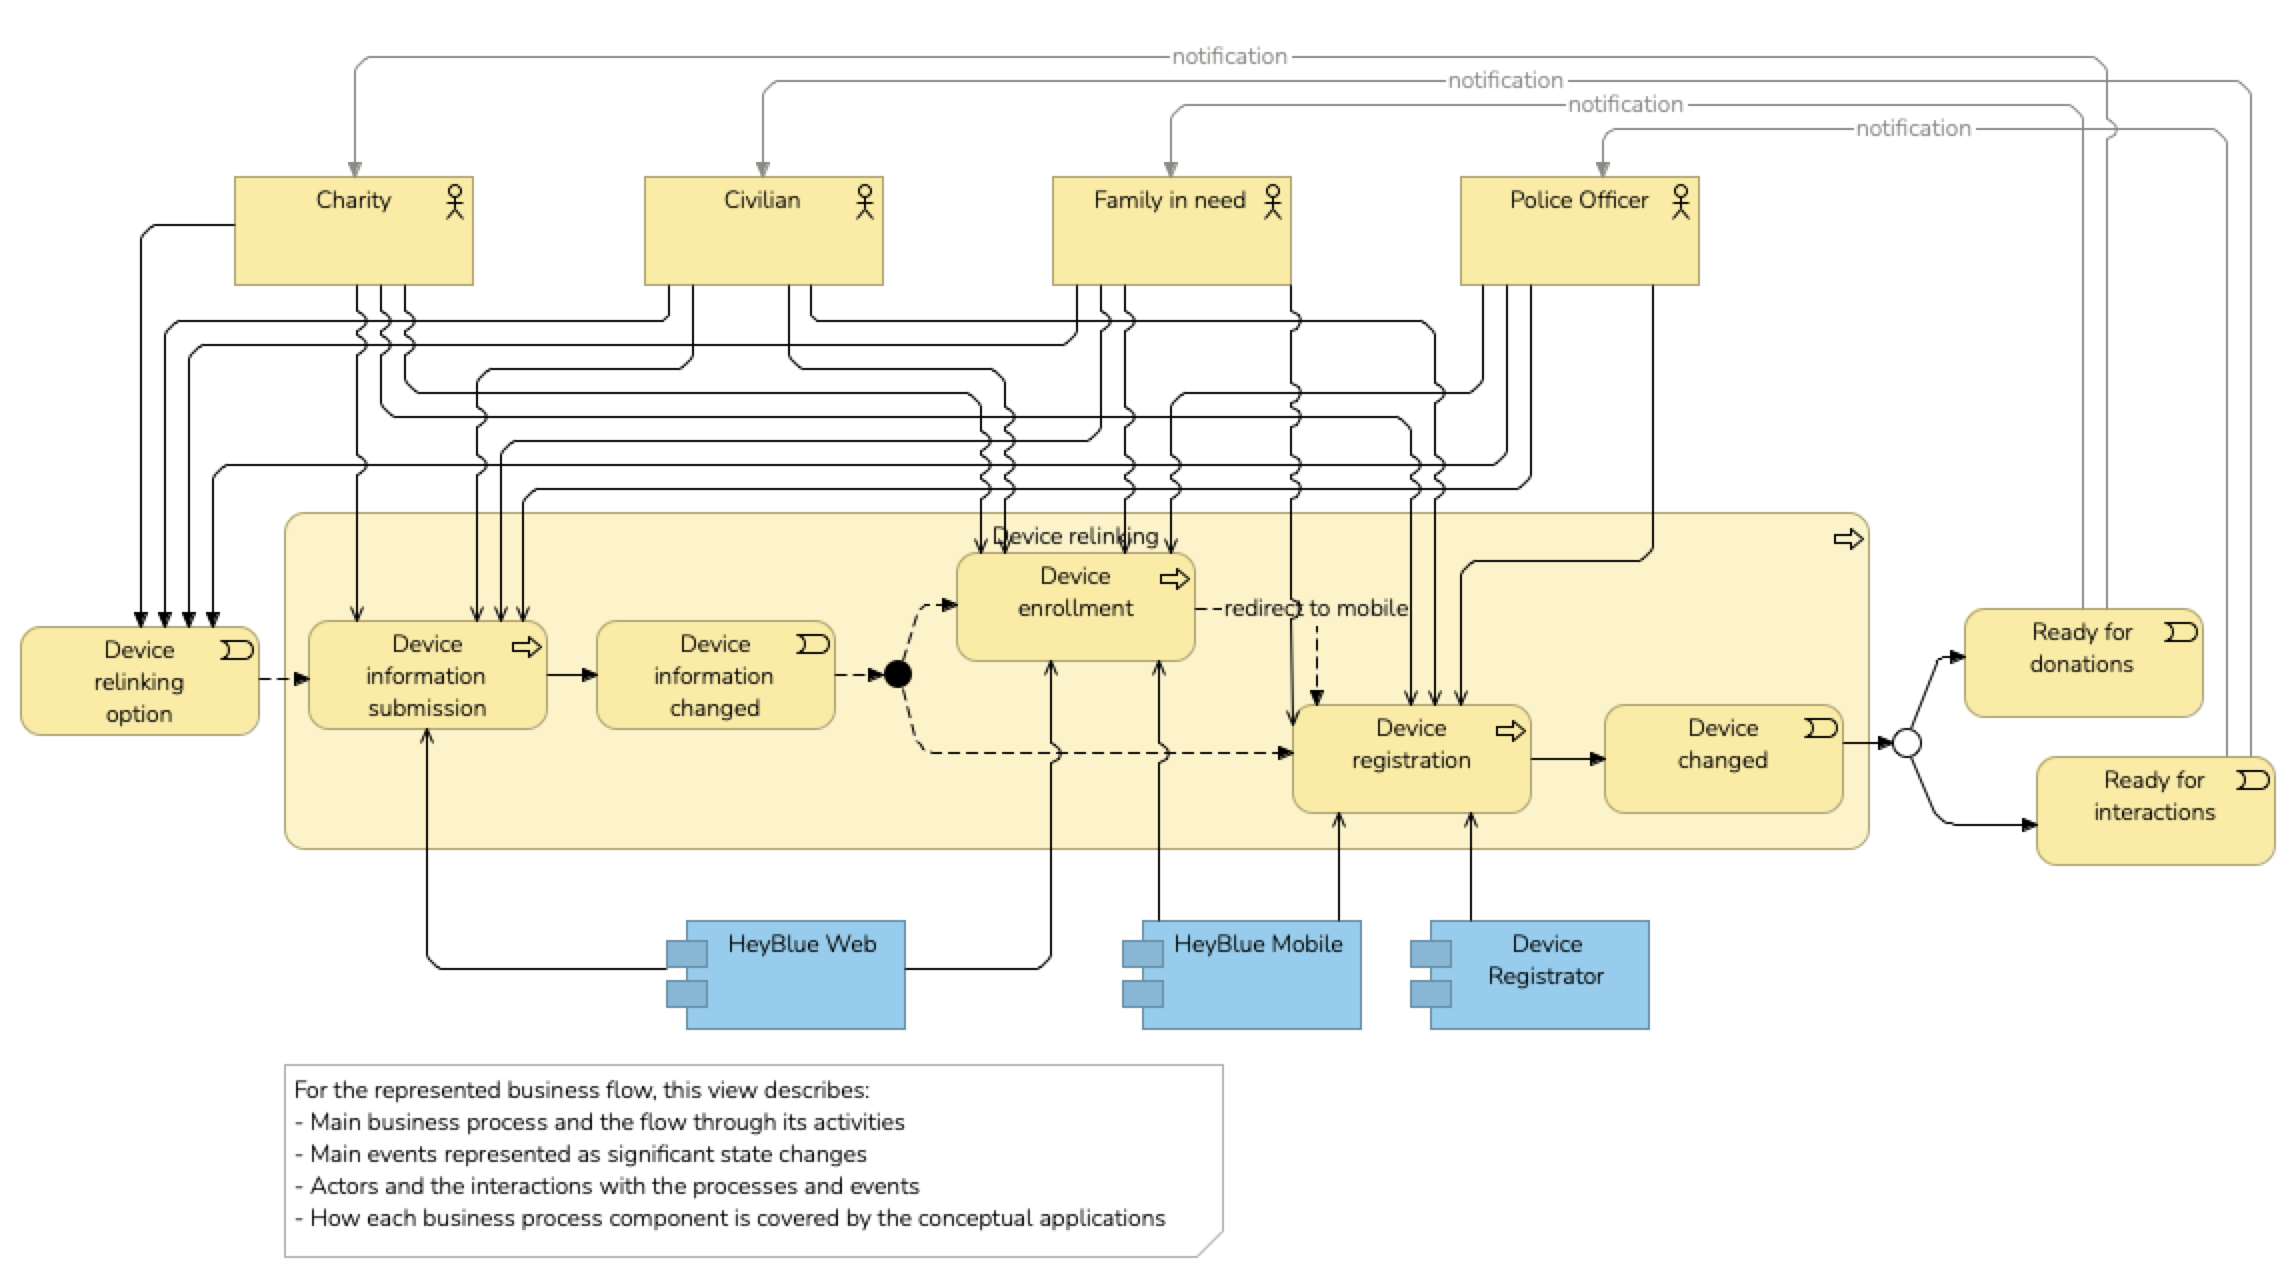 notification
notification
notification
notification
Charity
Civilian
Family in need
Police Officer
Device relinking
Device
enrollment
redirect to mobile
Device
relinking
option
Device
information
submission
Device
information
changed
Device
registration
Device
changed
Ready for
donations
Ready for
interactions
HeyBlue Web
HeyBlue Mobile
Device
Registrator
For the represented business flow, this view describes:
- Main business process and the flow through its activities
- Main events represented as significant state changes
- Actors and the interactions with the processes and events
- How each business process component is covered by the conceptual applications